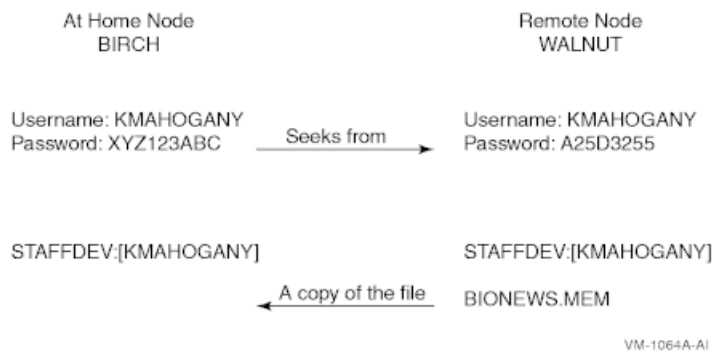 At Home Node
BIRCH
Remote Node
WALNUT
Username: KMAHOGANY
Password: XYZ123ABC
Seeks from
Username: KMAHOGANY
Password: A25D3255
STAFFDEV:[KMAHOGANY]
STAFFDEV:[KMAHOGANY]
A copy of the file
BIONEWS.MEM
VM-1064A-AI